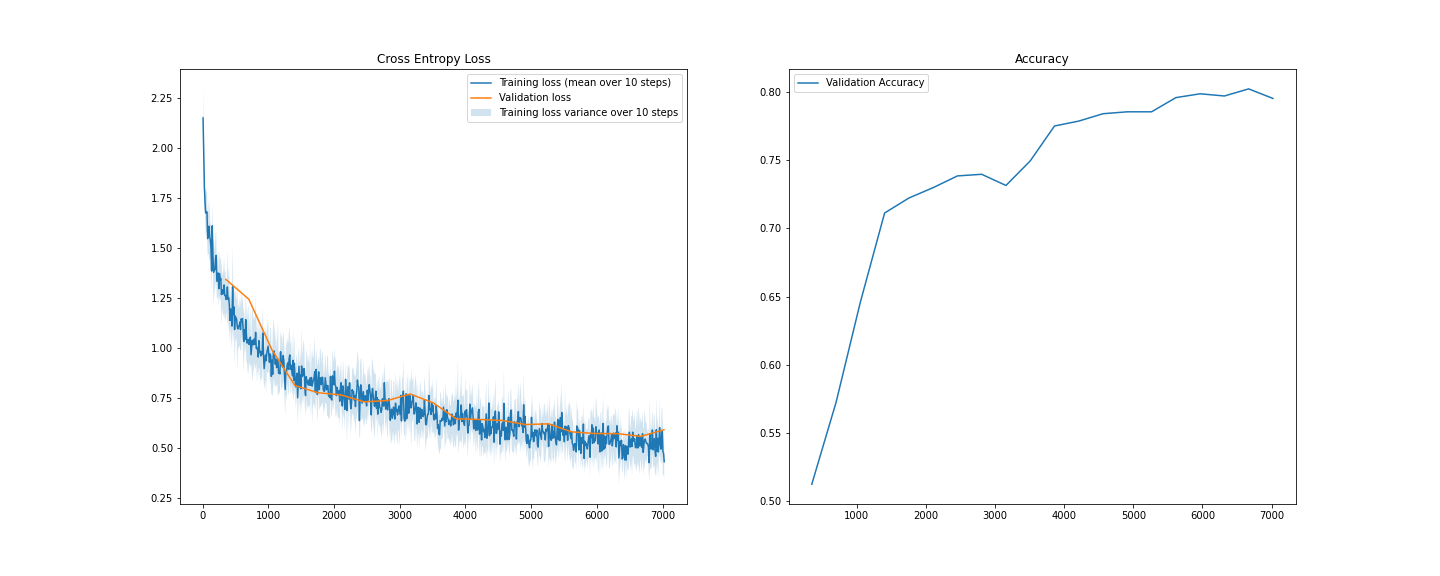 Cross Entropy Loss
Training loss (mean over 10 steps)
Validation loss
Training loss variance over 10 steps
2.25
2.00
1.75
1.50
1.25
1.00
0.75
0.50
0.25
0 1000 2000 3000 4000 5000 6000 7000
Accuracy
Validation Accuracy
0.80
0.75
0.70
0.65
0.60
0.55
0.50
1000 2000 3000 4000 5000 6000 7000